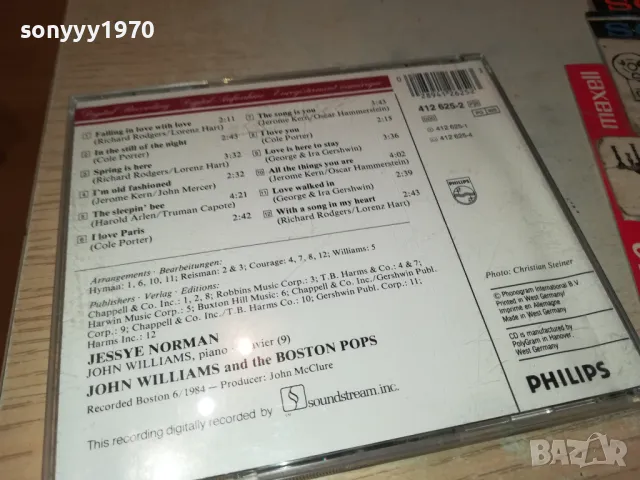 sonyyy1970
Digital Recording
412 625-2
412 625-1
412 625-4
1 Falling in love with love 2:11
(Richard Rodgers/Lorenz Hart)
2 In the still of the night 2:45
(Cole Porter)
3 Spring is here 3:32
(Richard Rodgers/Lorenz Hart)
4 I'm old fashioned 3:32
(Jerome Kern/John Mercer)
5 The sleepin' bee 4:21
(Harold Arlen/Truman Capote)
6 I love Paris 2:42
(Cole Porter)
The song is you 3:43
(Jerome Kern/Oscar Hammerstein)
I love you 2:15
(Cole Porter)
Love is here to stay 3:36
(George & Ira Gershwin)
All the things you are 4:02
(Jerome Kern/Oscar Hammerstein)
Love walked in 2:39
(George & Ira Gershwin)
12 With a song in my heart 2:43
(Richard Rodgers/Lorenz Hart)
Arrangements · Bearbeitungen:
Hyman: 1, 6, 10, 11; Reisman: 2 & 3; Courage: 4, 7, 8, 12; Williams: 5
Publishers · Verlag · Editions:
Chappell & Co. Inc.: 1, 2, 8; Robbins Music Corp.: 3; T.B. Harms & Co.: 4 & 7;
Harwin Music Corp.: 5; Buxton Hill Music: 6; Chappell & Co. Inc./Gershwin Publ.
Corp.: 9; Chappell & Co. Inc./T.B. Harms Co.: 10; Gershwin Publ. Corp.: 11;
Harms Inc.: 12
JESSYE NORMAN
JOHN WILLIAMS, piano (9)
JOHN WILLIAMS and the BOSTON POPS
Recorded Boston 6/1984 – Producer: John McClure
This recording digitally recorded by soundstream, inc.
PHILIPS
Photo: Christian Steiner
℗ Phonogram International B.V.
Printed in West Germany/
Imprimé en Allemagne
Made in West Germany
CD is manufactured by
PolyGram in Hanover,
West Germany
PHILIPS
maxell
BAZAR
bazar.bg